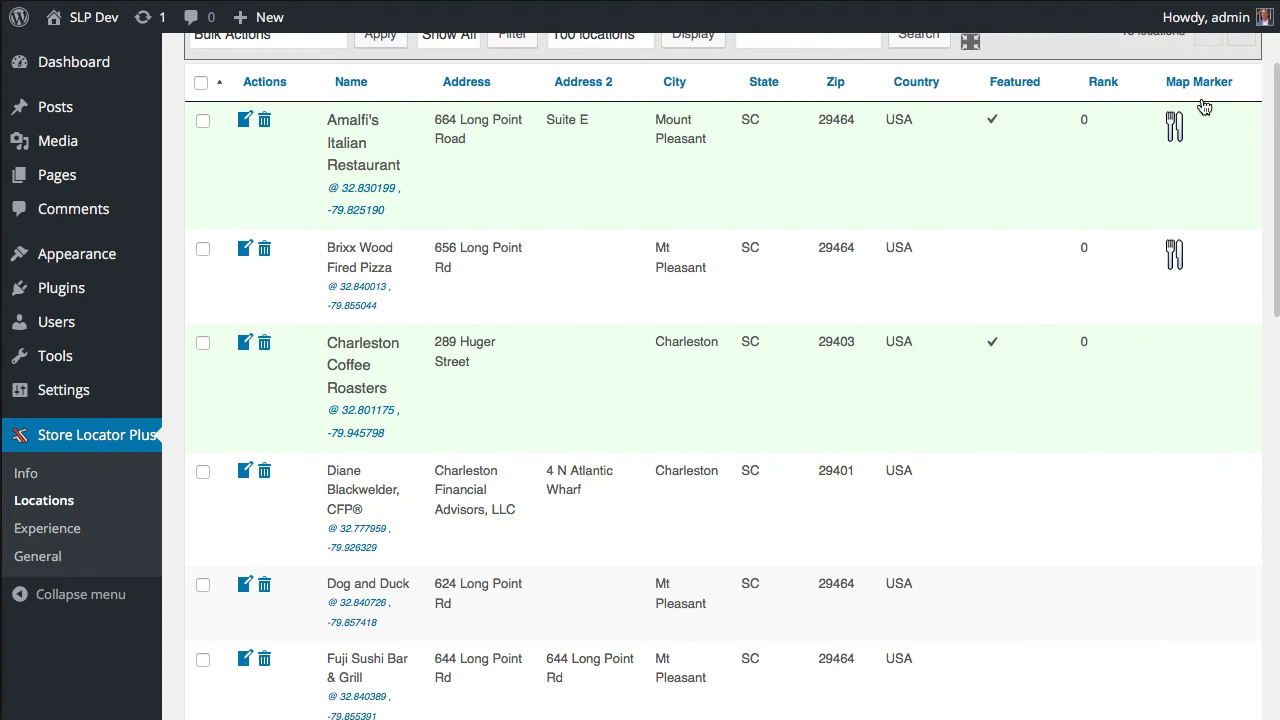 SLP Dev 1 0 New Howdy, admin
Bulk Actions Apply Show All Filter 100 locations Display Search
Actions Name Address Address 2 City State Zip Country Featured Rank Map Marker
Dashboard
Posts
Media
Pages
Comments
Appearance
Plugins
Users
Tools
Settings
Store Locator Plus
Info
Locations
Experience
General
Collapse menu
Amalfi's 664 Long Point Suite E Mount SC 29464 USA ✓ 0
Italian Road Pleasant
Restaurant
@ 32.830199 ,
-79.825190
Brixx Wood 656 Long Point Mt SC 29464 USA 0
Fired Pizza Rd Pleasant
@ 32.840013 ,
-79.855044
Charleston 289 Huger Charleston SC 29403 USA ✓ 0
Coffee Street
Roasters
@ 32.801175 ,
-79.945798
Diane Charleston 4 N Atlantic Charleston SC 29401 USA
Blackwelder, Financial Wharf
CFP® Advisors, LLC
@ 32.777959 ,
-79.926329
Dog and Duck 624 Long Point Mt SC 29464 USA
Rd Pleasant
@ 32.840726 ,
-79.857418
Fuji Sushi Bar 644 Long Point 644 Long Point Mt SC 29464 USA
& Grill Rd Rd Pleasant
@ 32.840389 ,
-79.855391